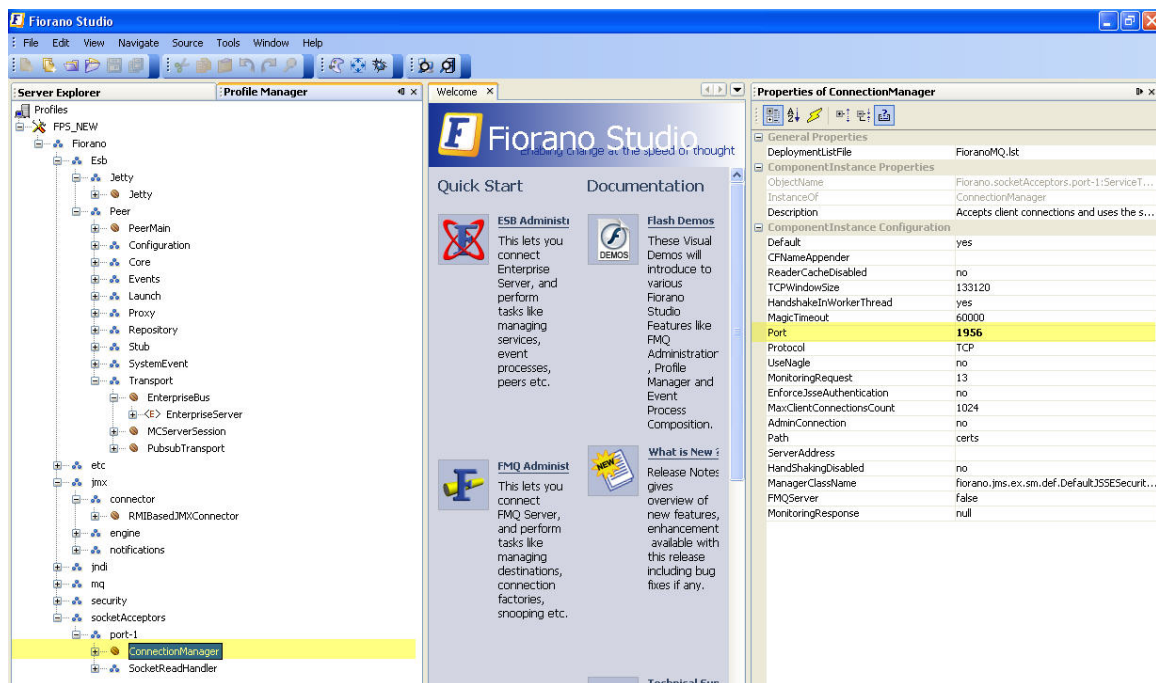 Fiorano Studio
File Edit View Navigate Source Tools Window Help
Server Explorer
Profile Manager
Profiles
FPS_NEW
Fiorano
Esb
Jetty
Jetty
Peer
PeerMain
Configuration
Core
Events
Launch
Proxy
Repository
Stub
SystemEvent
Transport
EnterpriseBus
<E> EnterpriseServer
MCServerSession
PubsubTransport
etc
jmx
connector
RMIBasedJMXConnector
engine
notifications
jndi
mq
security
socketAcceptors
port-1
ConnectionManager
SocketReadHandler
Welcome
Fiorano Studio
Enabling change at the speed of thought
Quick Start
ESB Administr
This lets you
connect
Enterprise
Server, and
perform
tasks like
managing
services,
event
processes,
peers etc.
FMQ Administ
This lets you
connect
FMQ Server,
and perform
tasks like
managing
destinations,
connection
factories,
snooping etc.
Documentation
DEMOS
Flash Demos
These Visual
Demos will
introduce to
various
Fiorano
Studio
Features like
FMQ
Administration
, Profile
Manager and
Event
Process
Composition.
NEW
What is New ?
Release Notes
gives
overview of
new features,
enhancement
available with
this release
including bug
fixes if any.
Properties of ConnectionManager
General Properties
DeploymentListFile FioranoMQ.lst
ComponentInstance Properties
ObjectName Fiorano.socketAcceptors.port-1:ServiceT...
InstanceOf ConnectionManager
Description Accepts client connections and uses the s...
ComponentInstance Configuration
Default yes
CFNameAppender
ReaderCacheDisabled no
TCPWindowSize 133120
HandshakeInWorkerThread yes
MagicTimeout 60000
Port 1956
Protocol TCP
UseNagle no
MonitoringRequest 13
EnforceJsseAuthentication no
MaxClientConnectionsCount 1024
AdminConnection no
Path certs
ServerAddress
HandShakingDisabled no
ManagerClassName fiorano.jms.ex.sm.def.DefaultJSSESecurit...
FMQServer false
MonitoringResponse null